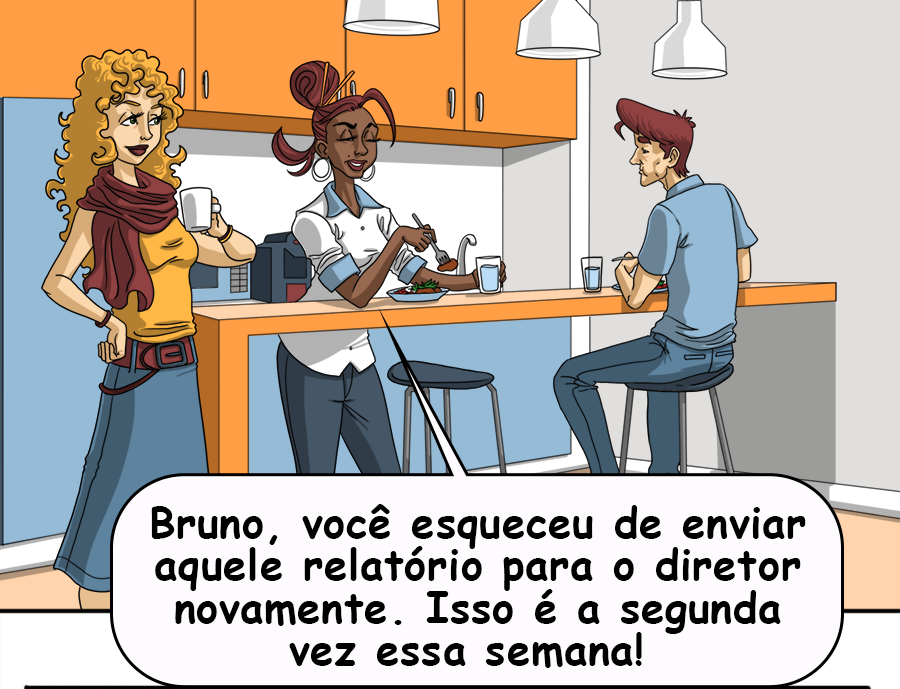 Bruno, você esqueceu de enviar
aquele relatório para o diretor
novamente. Isso é a segunda
vez essa semana!